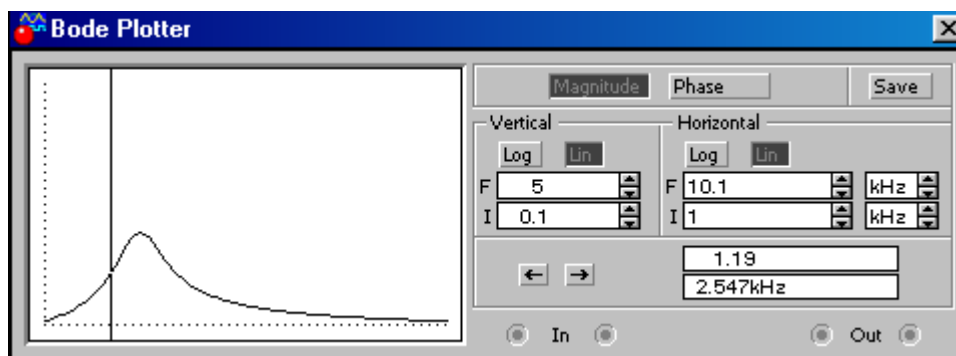 Bode Plotter
Magnitude Phase Save
Vertical Horizontal
Log Lin Log Lin
F 5 F 10.1 kHz
I 0.1 I 1 kHz
← → 1.19
2.547kHz
In Out